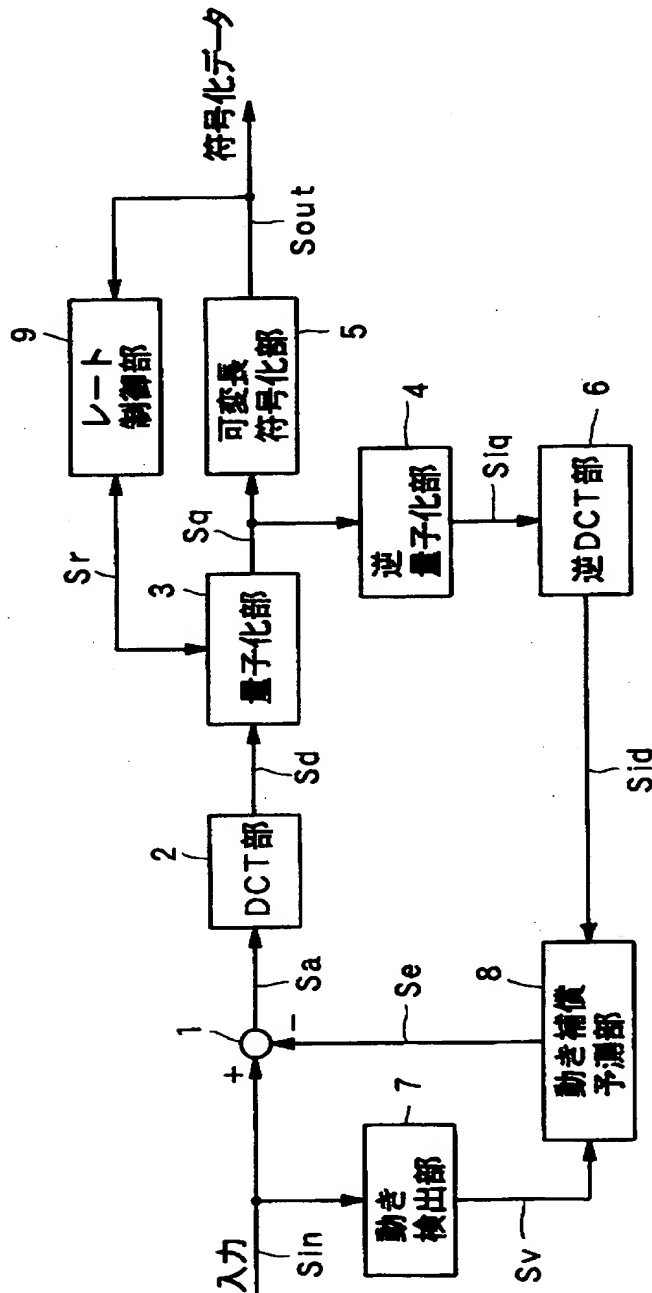 入力
Sin
+
-
1
Sa
2
DCT部
Sd
3
量子化部
Sr
9
レート
制御部
Sq
5
可変長
符号化部
Sout
符号化データ
4
逆
量子化部
Siq
6
逆DCT部
Sid
8
動き補償
予測部
Se
7
動き
検出部
Sv